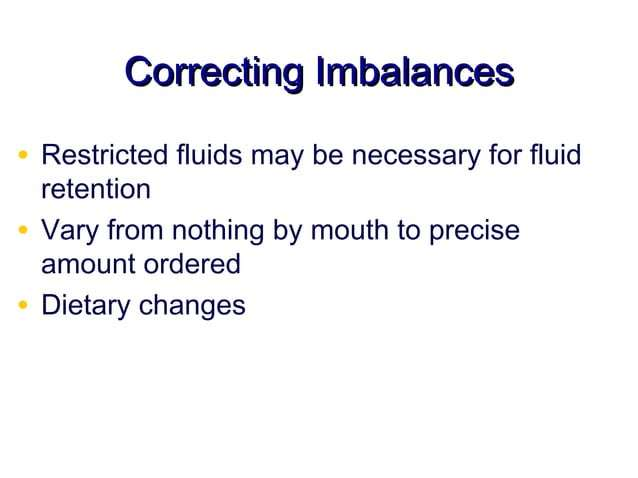 Correcting Imbalances
• Restricted fluids may be necessary for fluid
retention
• Vary from nothing by mouth to precise
amount ordered
• Dietary changes